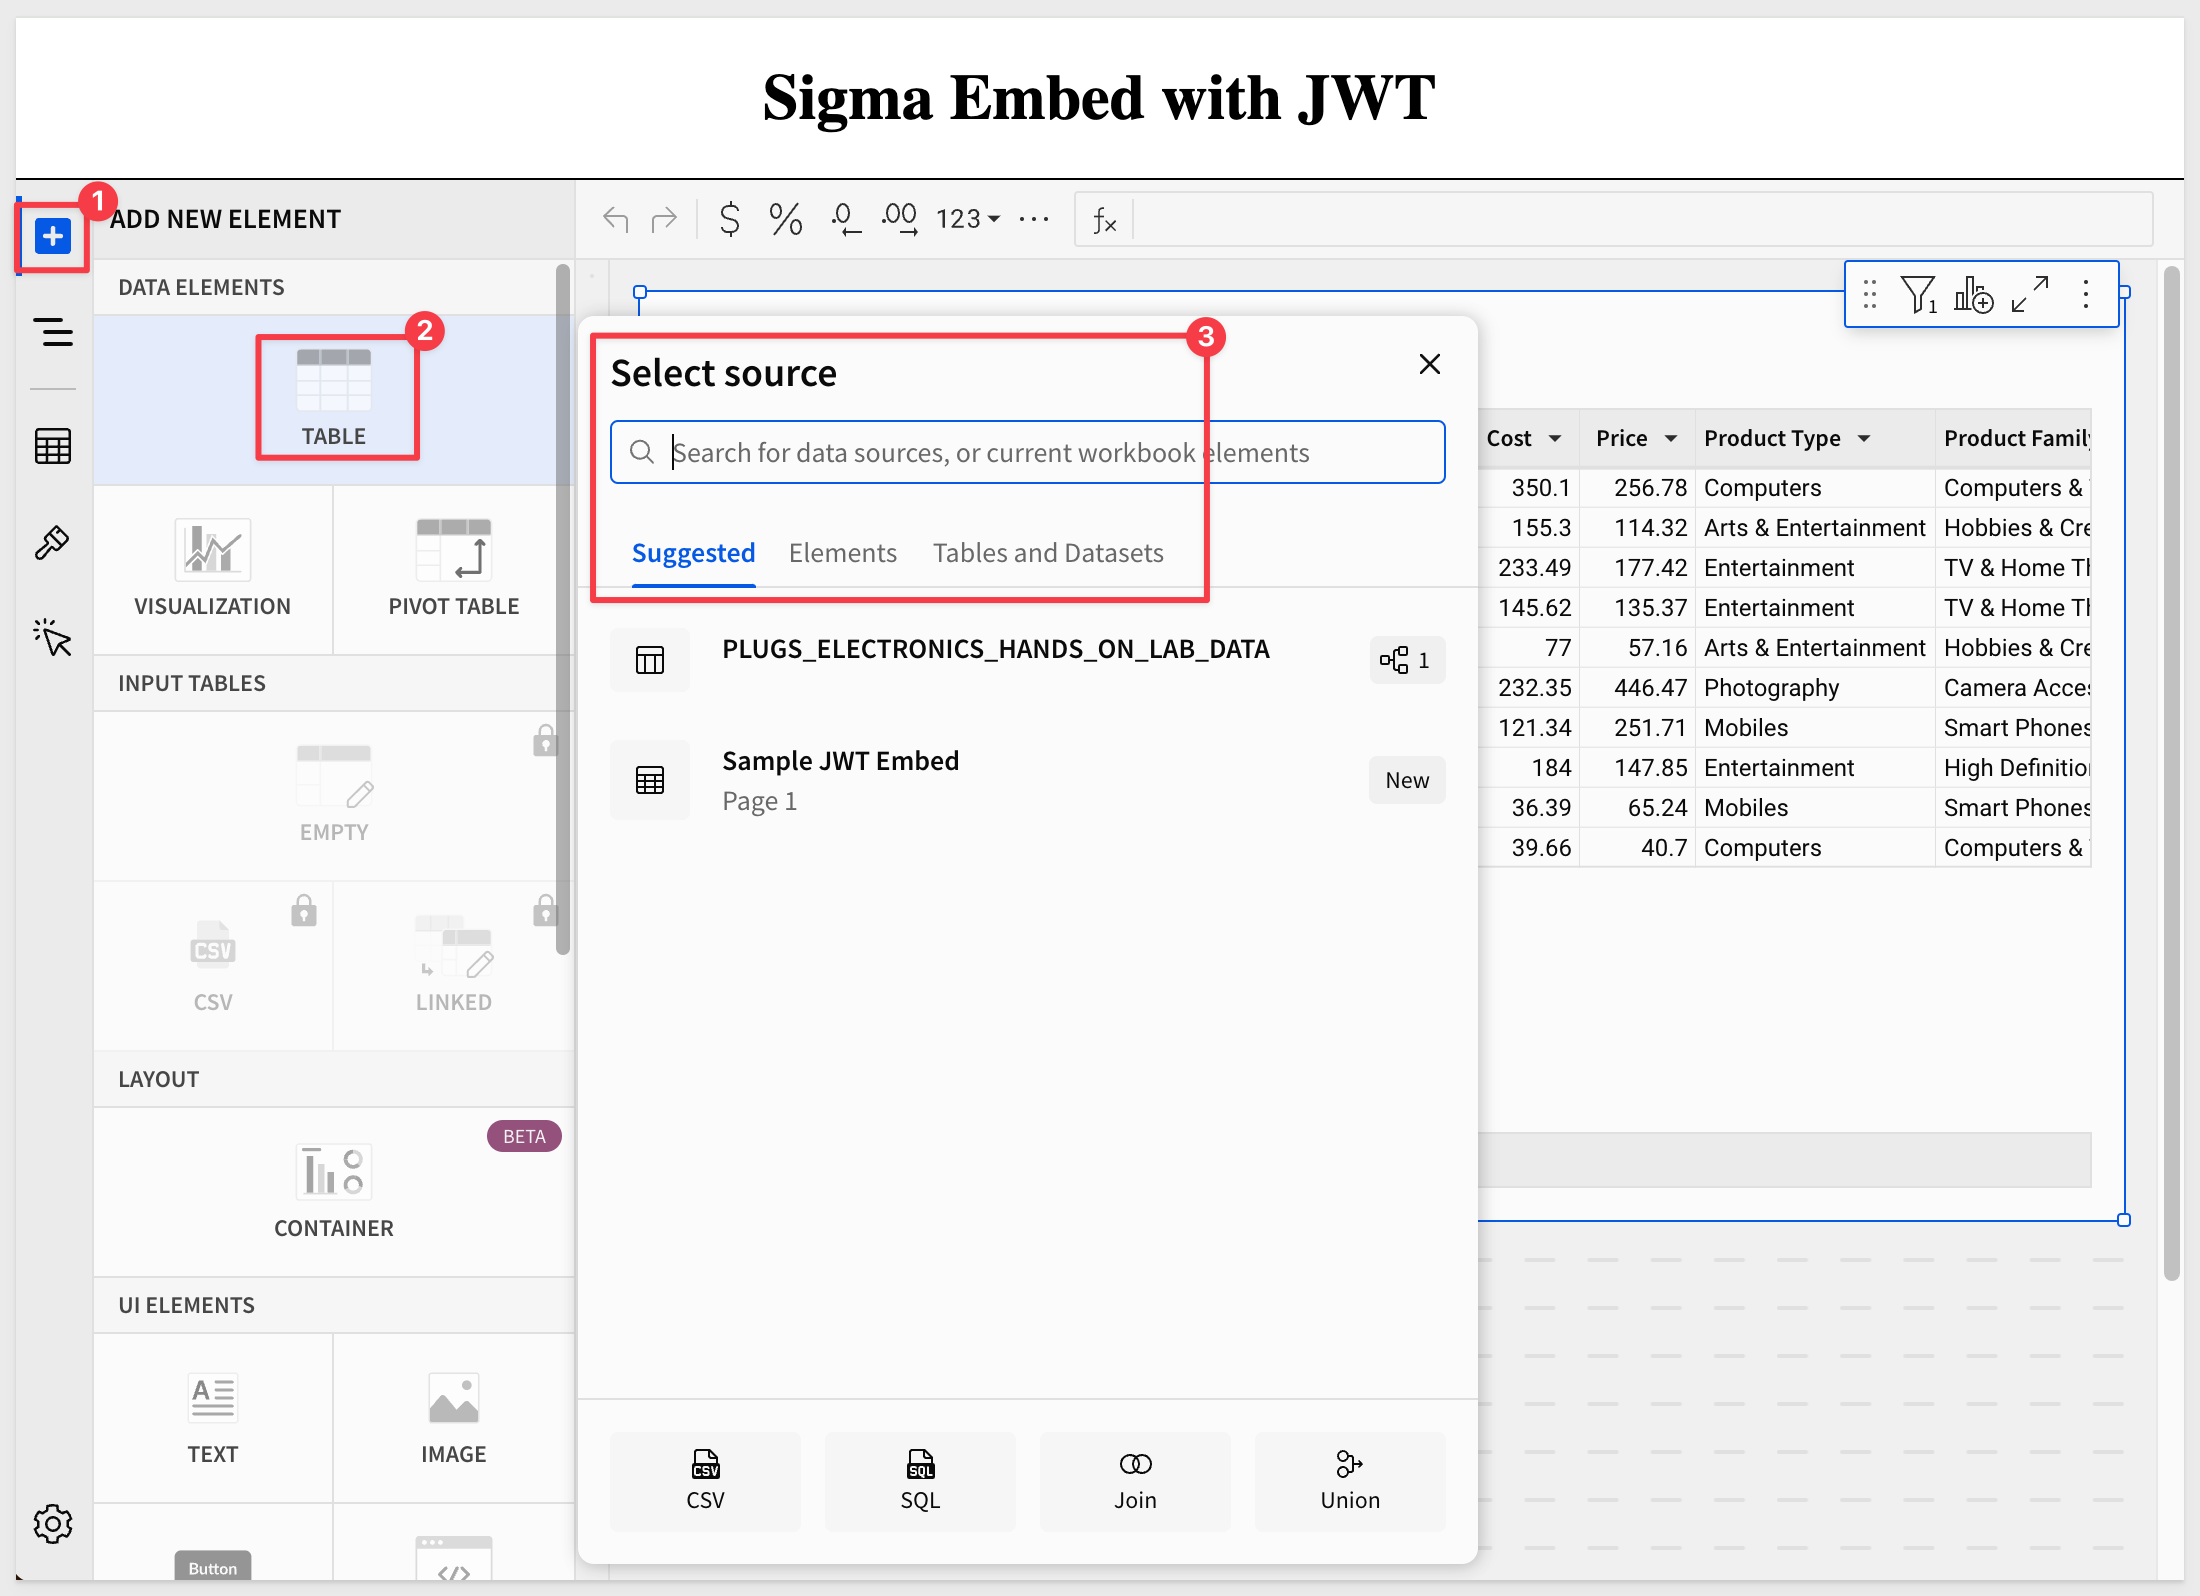 Sigma Embed with JWT
1
ADD NEW ELEMENT
$ % .0 .00 123 ...
fx
DATA ELEMENTS
2
TABLE
VISUALIZATION
PIVOT TABLE
INPUT TABLES
EMPTY
CSV
CSV
LINKED
LAYOUT
BETA
CONTAINER
UI ELEMENTS
A
TEXT
IMAGE
Button
</>
1
3
Select source
Search for data sources, or current workbook elements
Suggested Elements Tables and Datasets
PLUGS_ELECTRONICS_HANDS_ON_LAB_DATA
1
Sample JWT Embed
Page 1
New
CSV
CSV
SQL
SQL
Join
Union
Cost Price Product Type Product Family
350.1 256.78 Computers Computers &
155.3 114.32 Arts & Entertainment Hobbies & Cre
233.49 177.42 Entertainment TV & Home Th
145.62 135.37 Entertainment TV & Home Th
77 57.16 Arts & Entertainment Hobbies & Cre
232.35 446.47 Photography Camera Acces
121.34 251.71 Mobiles Smart Phones
184 147.85 Entertainment High Definition
36.39 65.24 Mobiles Smart Phones
39.66 40.7 Computers Computers &